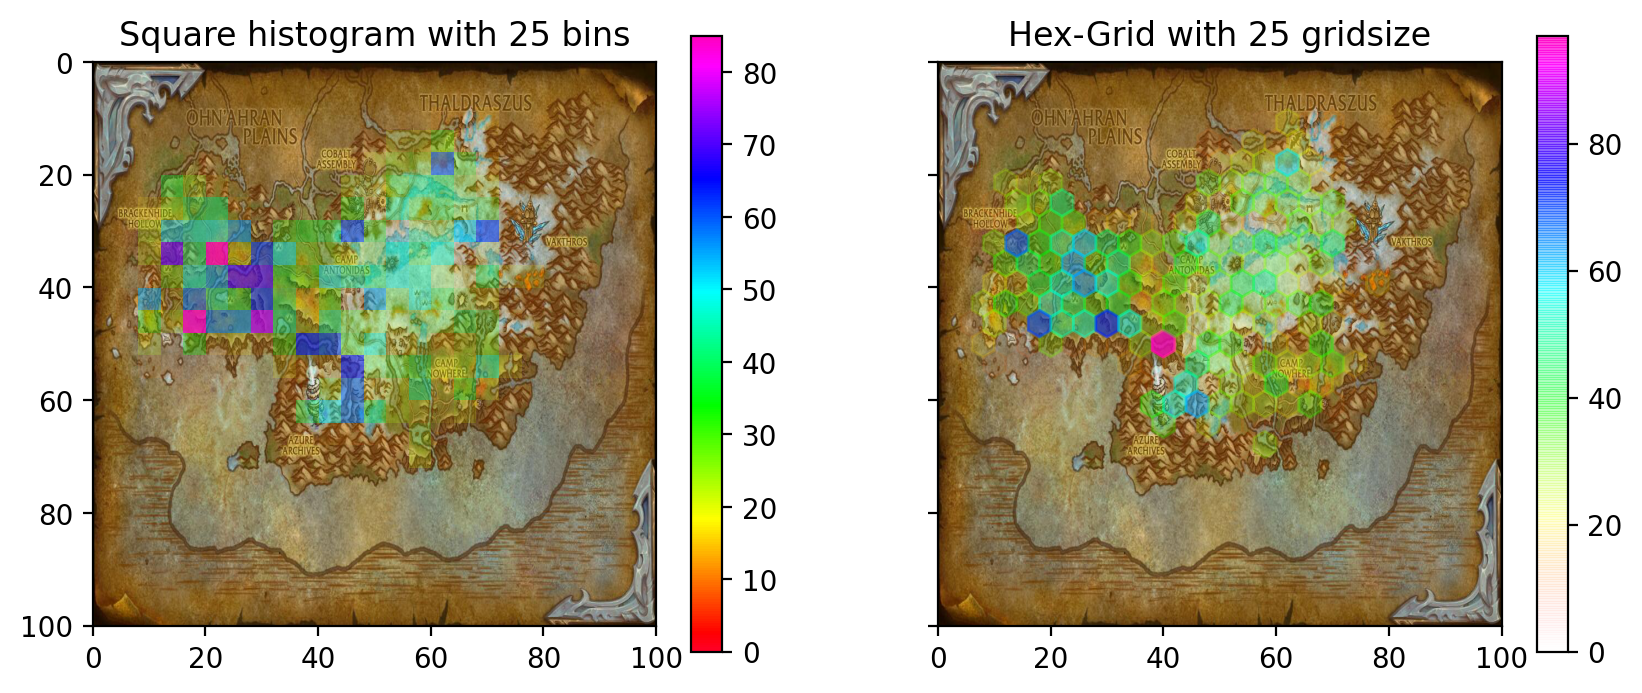 Square histogram with 25 bins
0
20
40
60
80
100
0 20 40 60 80 100
OHN'AHRAN
PLAINS
THALDRASZUS
COBALT
ASSEMBLY
BRACKENHIDE
HOLLOW
VAKTHROS
CAMP
ANTONIDAS
CAMP
NOWHERE
AZURE
ARCHIVES
80
70
60
50
40
30
20
10
0
Hex-Grid with 25 gridsize
0 20 40 60 80 100
OHN'AHRAN
PLAINS
THALDRASZUS
COBALT
ASSEMBLY
BRACKENHIDE
HOLLOW
VAKTHROS
CAMP
ANTONIDAS
CAMP
NOWHERE
AZURE
ARCHIVES
80
60
40
20
0